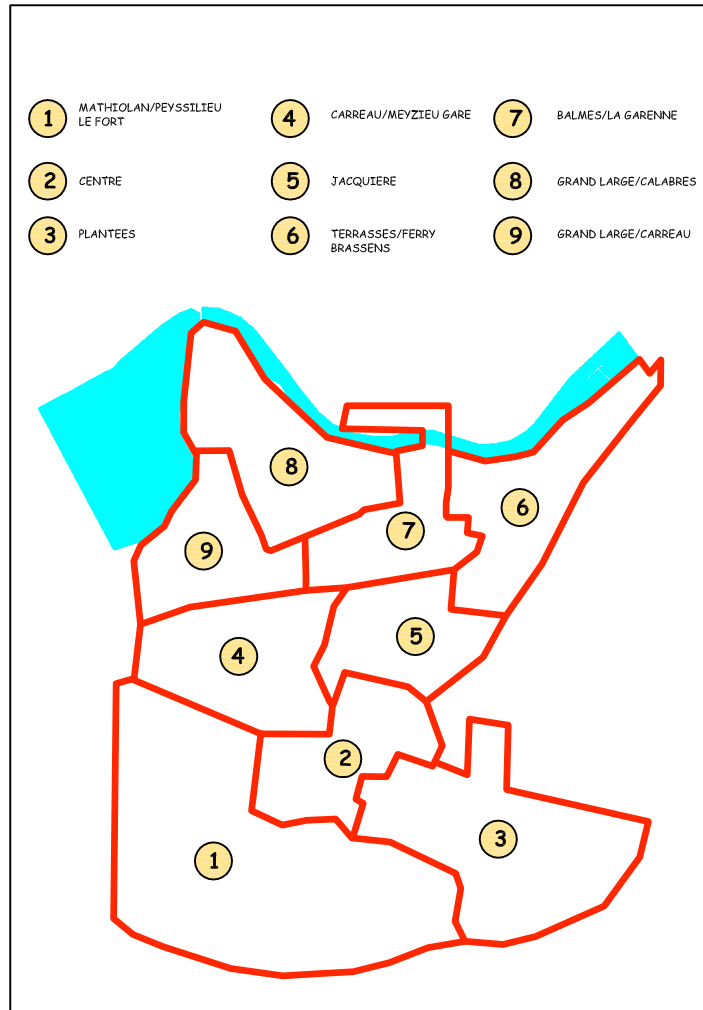 1 MATHIOLAN/PEYSSILIEU
LE FORT
4 CARREAU/MEYZIEU GARE
7 BALMES/LA GARENNE
2 CENTRE
5 JACQUIERE
8 GRAND LARGE/CALABRES
3 PLANTEES
6 TERRASSES/FERRY
BRASSENS
9 GRAND LARGE/CARREAU
8
6
7
9
5
4
2
3
1